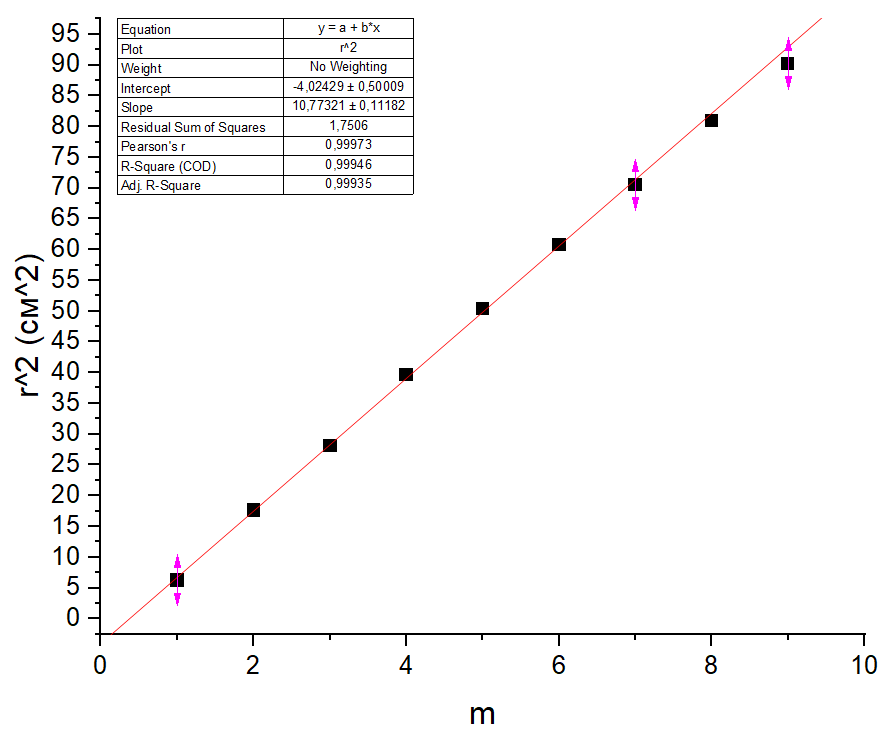 Equation y = a + b*x
Plot r^2
Weight No Weighting
Intercept -4,02429 ± 0,50009
Slope 10,77321 ± 0,11182
Residual Sum of Squares 1,7506
Pearson's r 0,99973
R-Square (COD) 0,99946
Adj. R-Square 0,99935
95
90
85
80
75
70
65
60
55
50
45
40
35
30
25
20
15
10
5
0
r^2 (см^2)
0 2 4 6 8 10
m